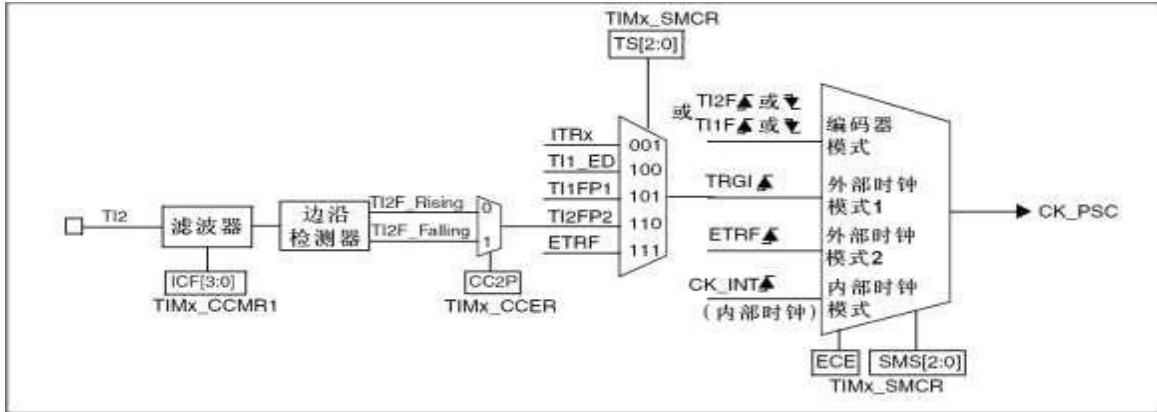 TIMx_SMCR
TS[2:0]
TI2F 或
或
TI1F 或
编码器
模式
ITRx
001
TI1_ED
100
TRGI
外部时钟
模式1
TI1FP1
101
CK_PSC
TI2
滤波器
边沿
检测器
TI2F_Rising
0
TI2F_Falling
1
TI2FP2
110
ETRF
111
ETRF
外部时钟
模式2
ICF[3:0]
TIMx_CCMR1
CC2P
TIMx_CCER
CK_INT
(内部时钟)
内部时钟
模式
ECE
SMS[2:0]
TIMx_SMCR